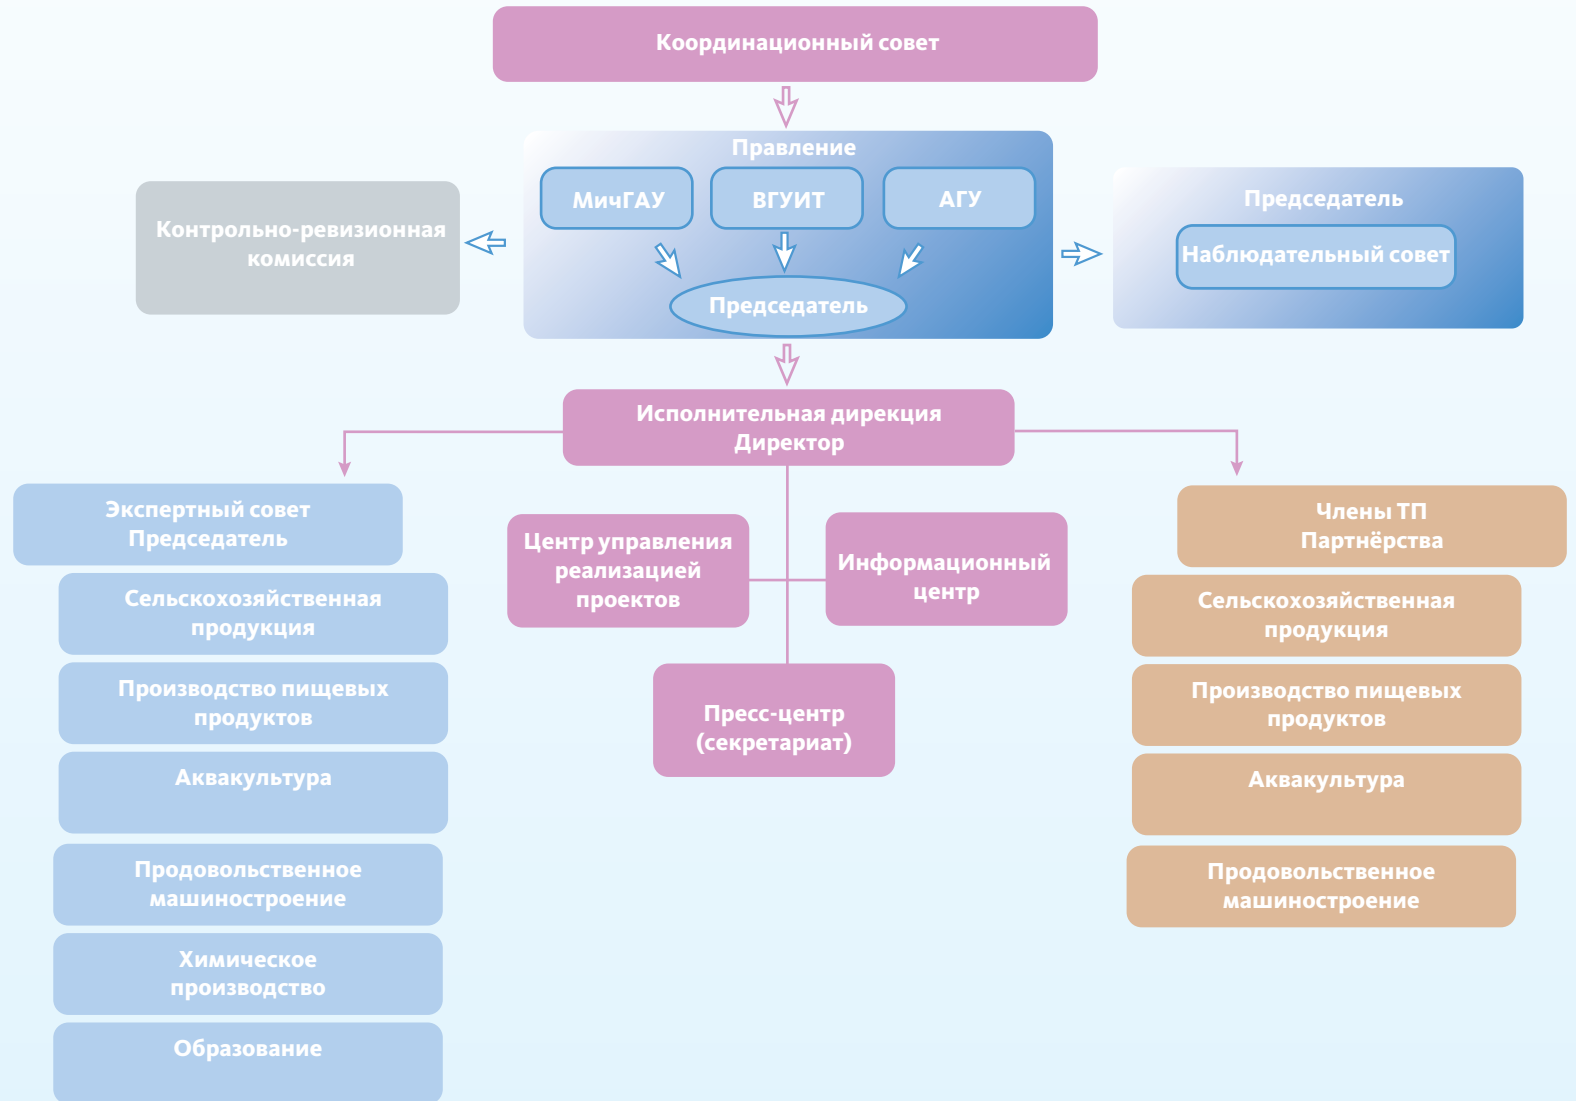 Координационный совет
Правление
МичГАУ
ВГУИТ
АГУ
Председатель
Контрольно-ревизионная
комиссия
Председатель
Наблюдательный совет
Исполнительная дирекция
Директор
Экспертный совет
Председатель
Сельскохозяйственная
продукция
Производство пищевых
продуктов
Аквакультура
Продовольственное
машиностроение
Химическое
производство
Образование
Центр управления
реализацией
проектов
Информационный
центр
Пресс-центр
(секретариат)
Члены ТП
Партнёрства
Сельскохозяйственная
продукция
Производство пищевых
продуктов
Аквакультура
Продовольственное
машиностроение